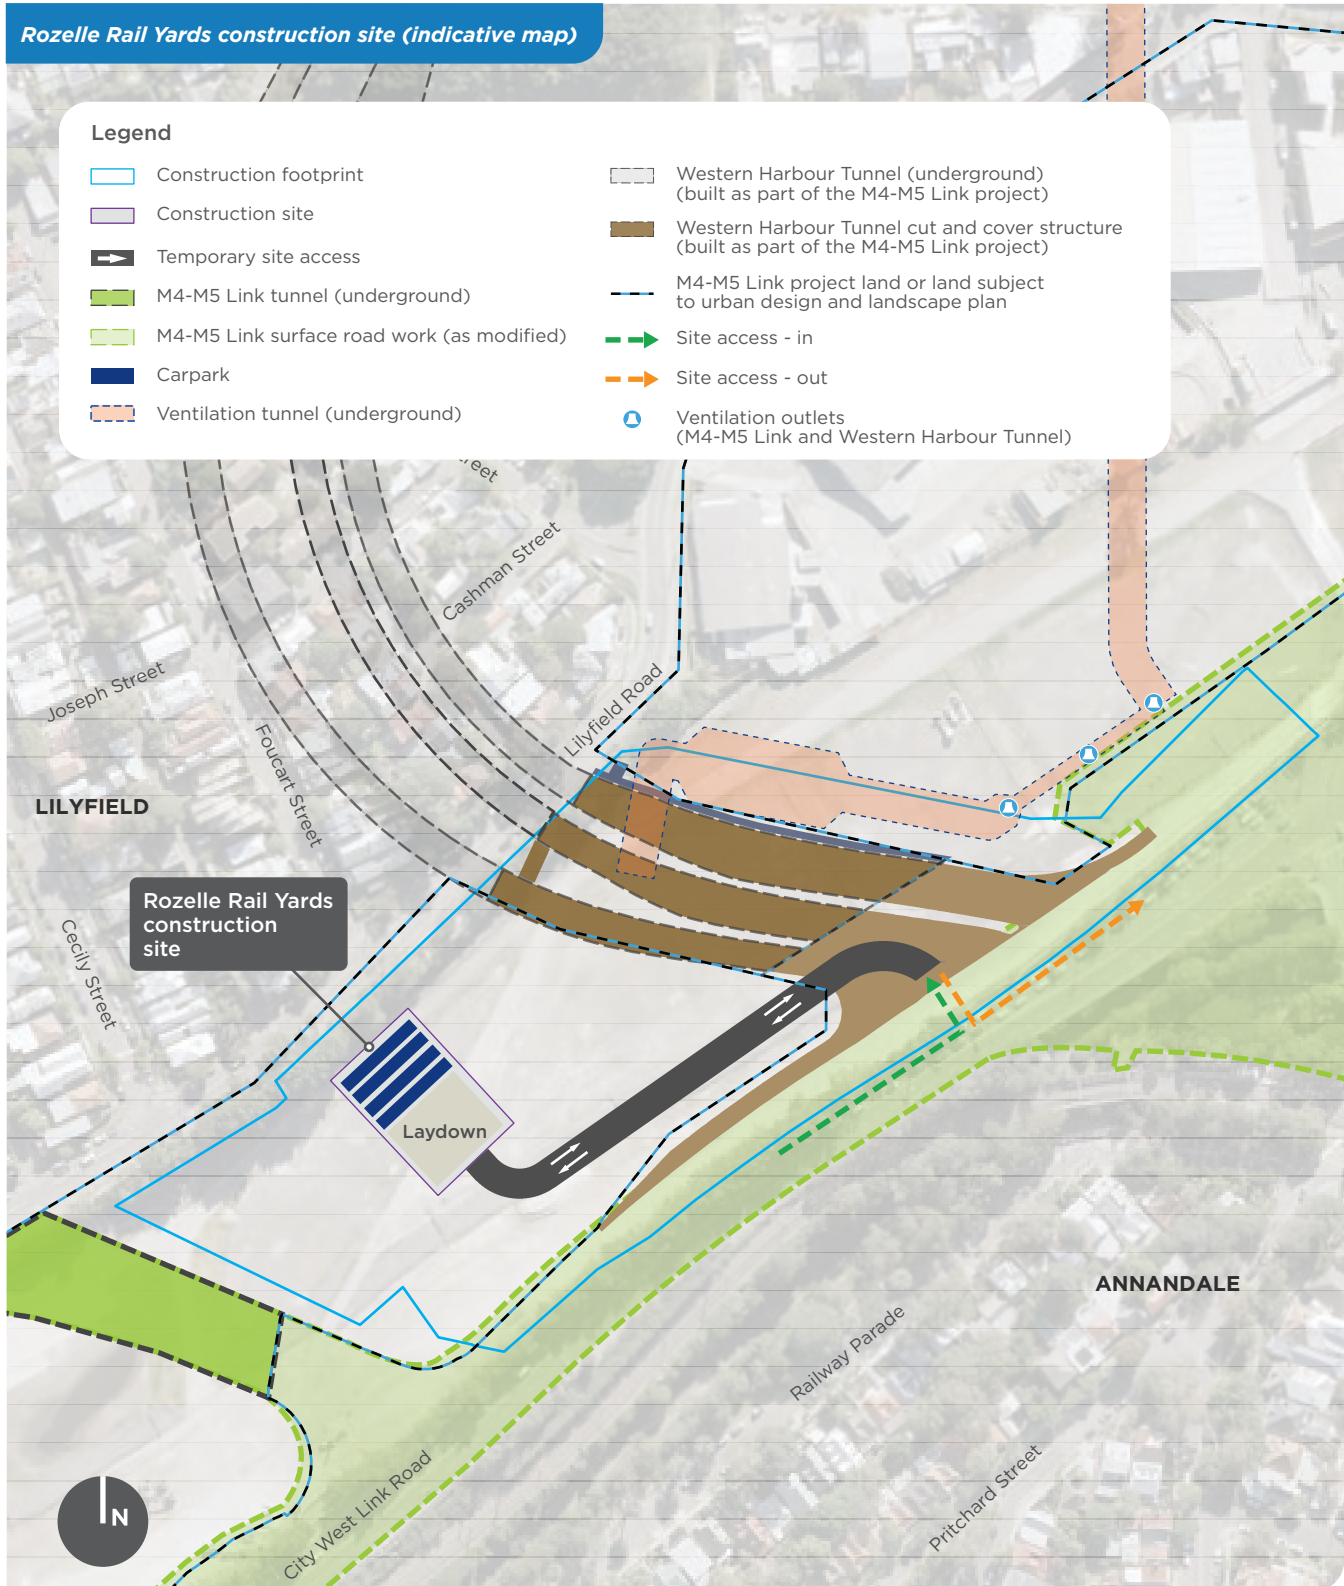 Rozelle Rail Yards construction site (indicative map)
Legend
Construction footprint
Construction site
Temporary site access
M4-M5 Link tunnel (underground)
M4-M5 Link surface road work (as modified)
Carpark
Ventilation tunnel (underground)
Western Harbour Tunnel (underground)
(built as part of the M4-M5 Link project)
Western Harbour Tunnel cut and cover structure
(built as part of the M4-M5 Link project)
M4-M5 Link project land or land subject
to urban design and landscape plan
Site access - in
Site access - out
Ventilation outlets
(M4-M5 Link and Western Harbour Tunnel)
Cashman Street
Joseph Street
Lilyfield Road
Foucart Street
LILYFIELD
Rozelle Rail Yards
construction
site
Cecily Street
Laydown
ANNANDALE
Railway Parade
City West Link Road
Pritchard Street
N